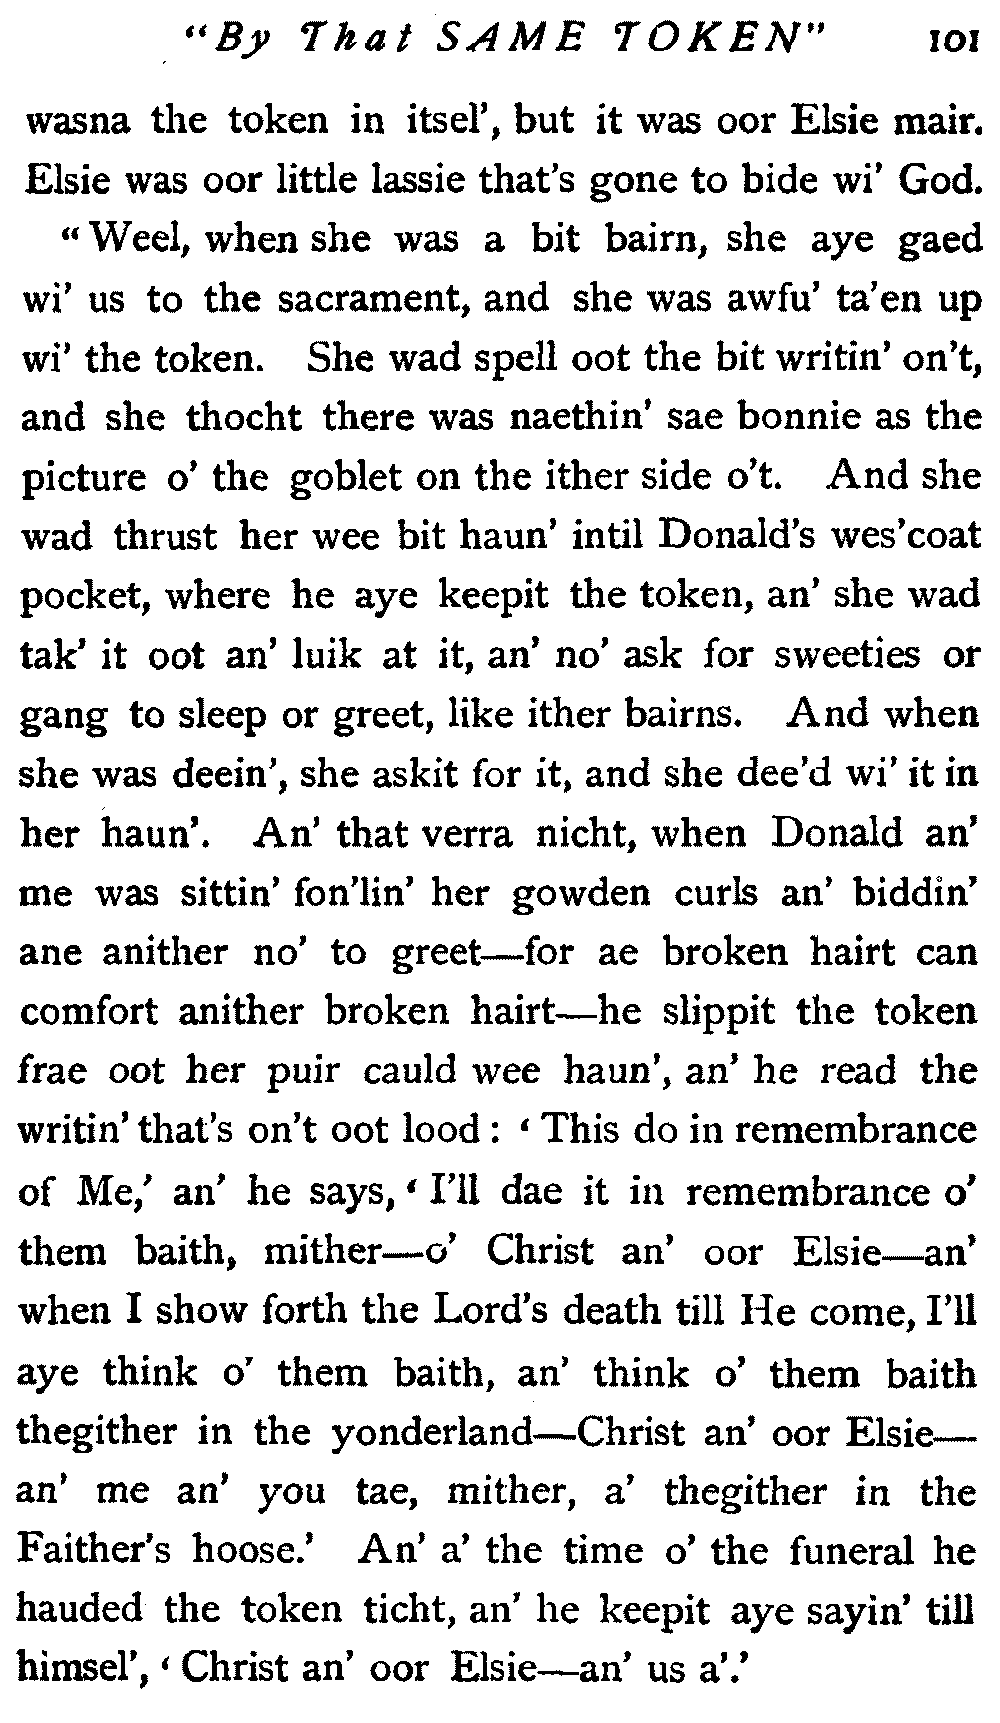 "By That SAME TOKEN" 101
wasna the token in itsel', but it was oor Elsie mair.
Elsie was oor little lassie that's gone to bide wi' God.
"Weel, when she was a bit bairn, she aye gaed
wi' us to the sacrament, and she was awfu' ta'en up
wi' the token. She wad spell oot the bit writin' on't,
and she thocht there was naethin' sae bonnie as the
picture o' the goblet on the ither side o't. And she
wad thrust her wee bit haun' intil Donald's wes'coat
pocket, where he aye keepit the token, an' she wad
tak' it oot an' luik at it, an' no' ask for sweeties or
gang to sleep or greet, like ither bairns. And when
she was deein', she askit for it, and she dee'd wi' it in
her haun'. An' that verra nicht, when Donald an'
me was sittin' fon'lin' her gowden curls an' biddin'
ane anither no' to greet—for ae broken hairt can
comfort anither broken hairt—he slippit the token
frae oot her puir cauld wee haun', an' he read the
writin' that's on't oot lood: 'This do in remembrance
of Me,' an' he says, 'I'll dae it in remembrance o'
them baith, mither—o' Christ an' oor Elsie—an'
when I show forth the Lord's death till He come, I'll
aye think o' them baith, an' think o' them baith
thegither in the yonderland—Christ an' oor Elsie—
an' me an' you tae, mither, a' thegither in the
Faither's hoose.' An' a' the time o' the funeral he
hauded the token ticht, an' he keepit aye sayin' till
himsel', 'Christ an' oor Elsie—an' us a'.'